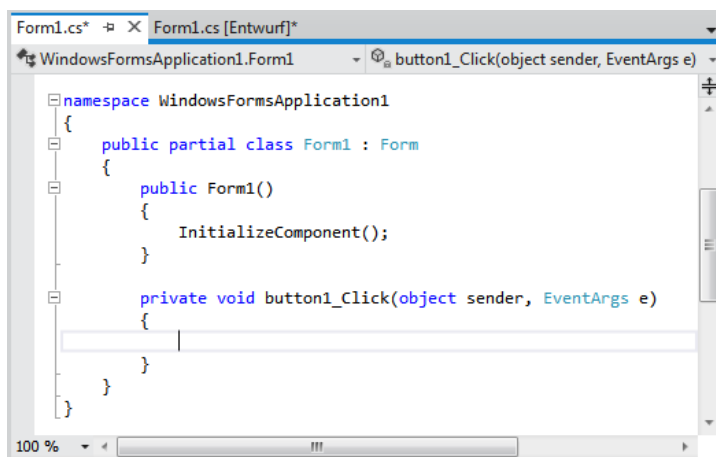 Form1.cs* Form1.cs [Entwurf]*
WindowsFormsApplication1.Form1 button1_Click(object sender, EventArgs e)
namespace WindowsFormsApplication1
{
public partial class Form1 : Form
{
public Form1()
{
InitializeComponent();
}
private void button1_Click(object sender, EventArgs e)
{
}
}
}
100 %